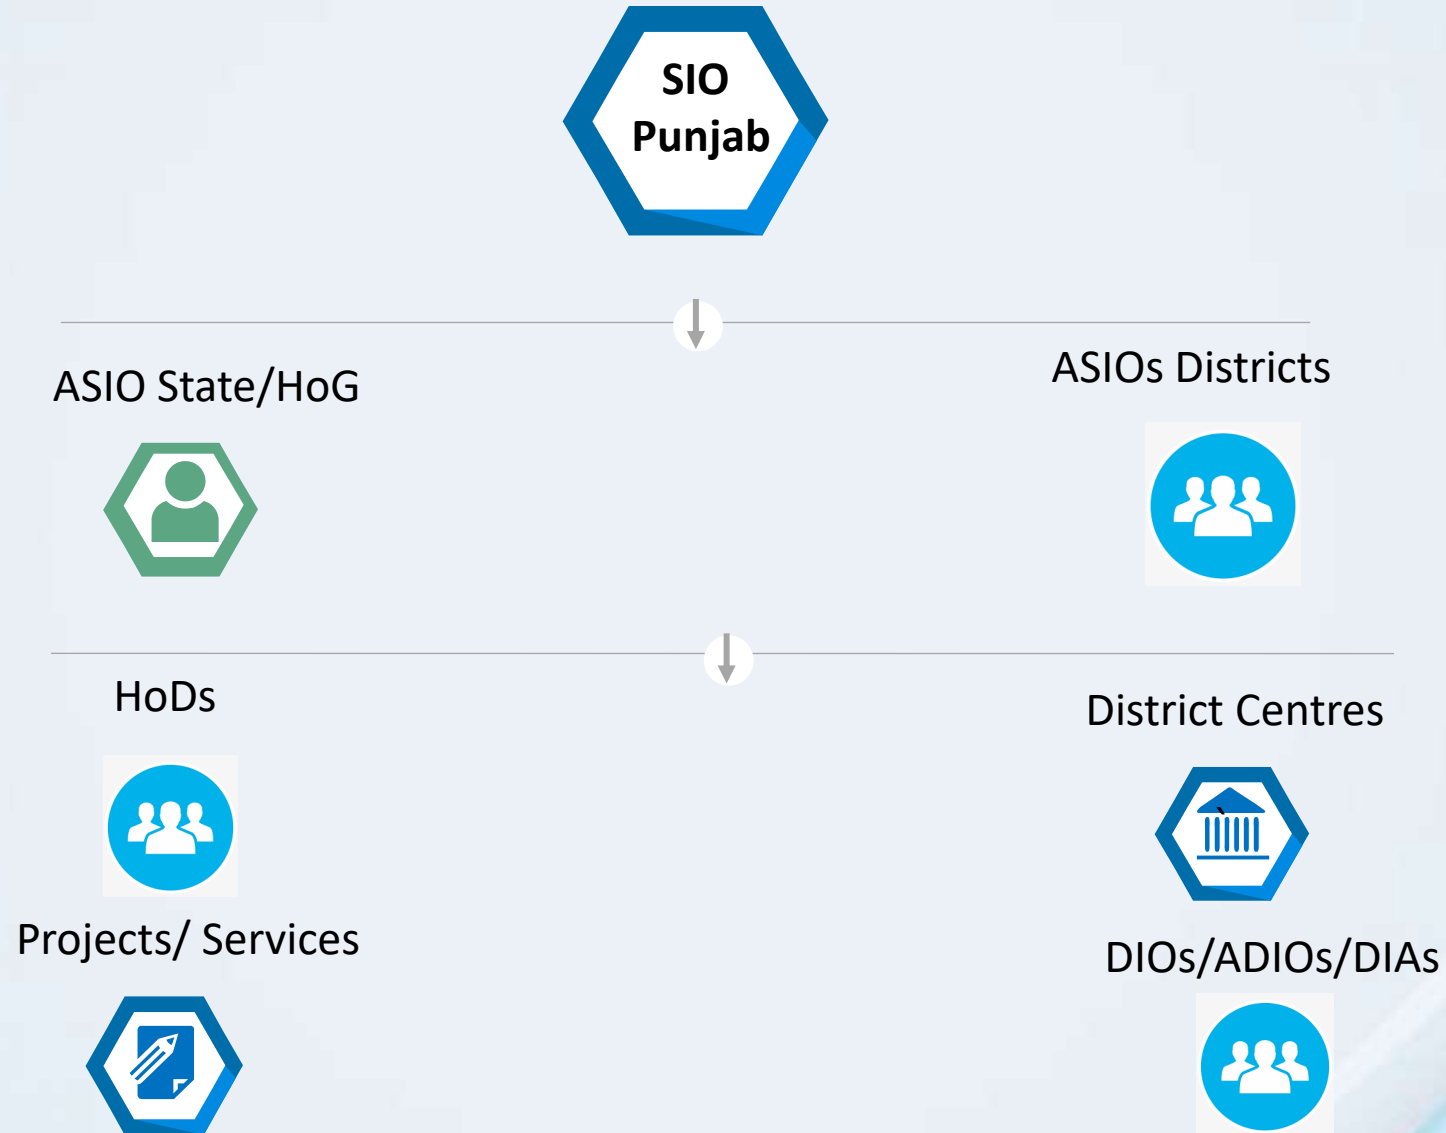 SIO
Punjab
ASIO State/HoG
ASIOs Districts
HoDs
District Centres
Projects/ Services
DIOs/ADIOs/DIAs